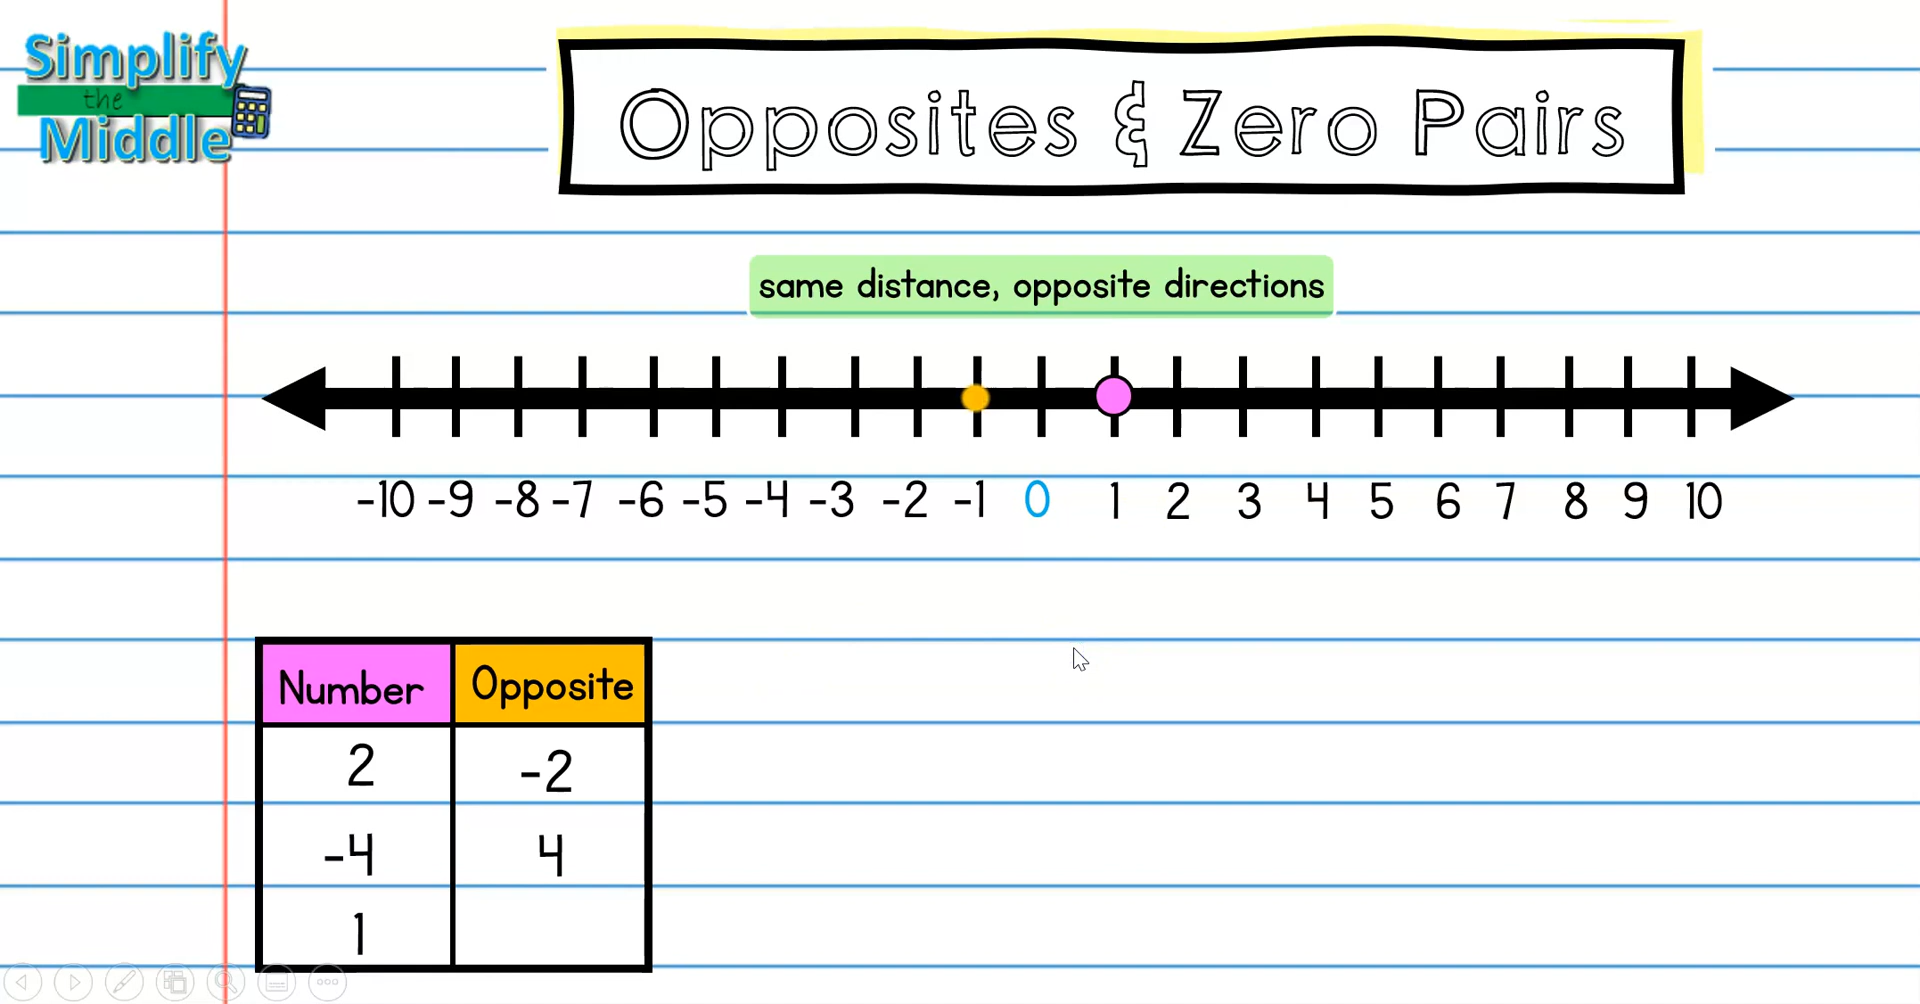 Simplify
the
Middle
Opposites & Zero Pairs
same distance, opposite directions
-10 -9 -8 -7 -6 -5 -4 -3 -2 -1 0 1 2 3 4 5 6 7 8 9 10
Number Opposite
2 -2
-4 4
1